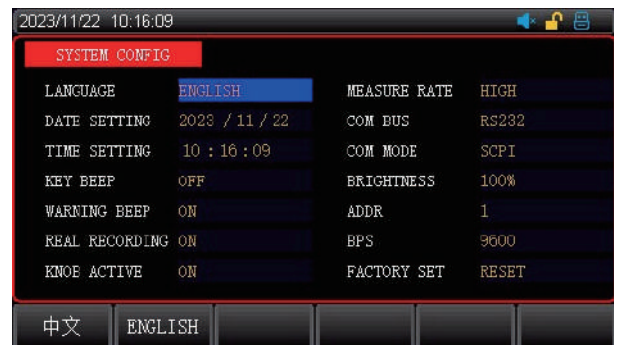 2023/11/22 10:16:09
SYSTEM CONFIG
LANGUAGE ENGLISH MEASURE RATE HIGH
DATE SETTING 2023 / 11 / 22 COM BUS RS232
TIME SETTING 10 : 16 : 09 COM MODE SCPI
KEY BEEP OFF BRIGHTNESS 100%
WARNING BEEP ON ADDR 1
REAL RECORDING ON BPS 9600
KNOB ACTIVE ON FACTORY SET RESET
中文 ENGLISH